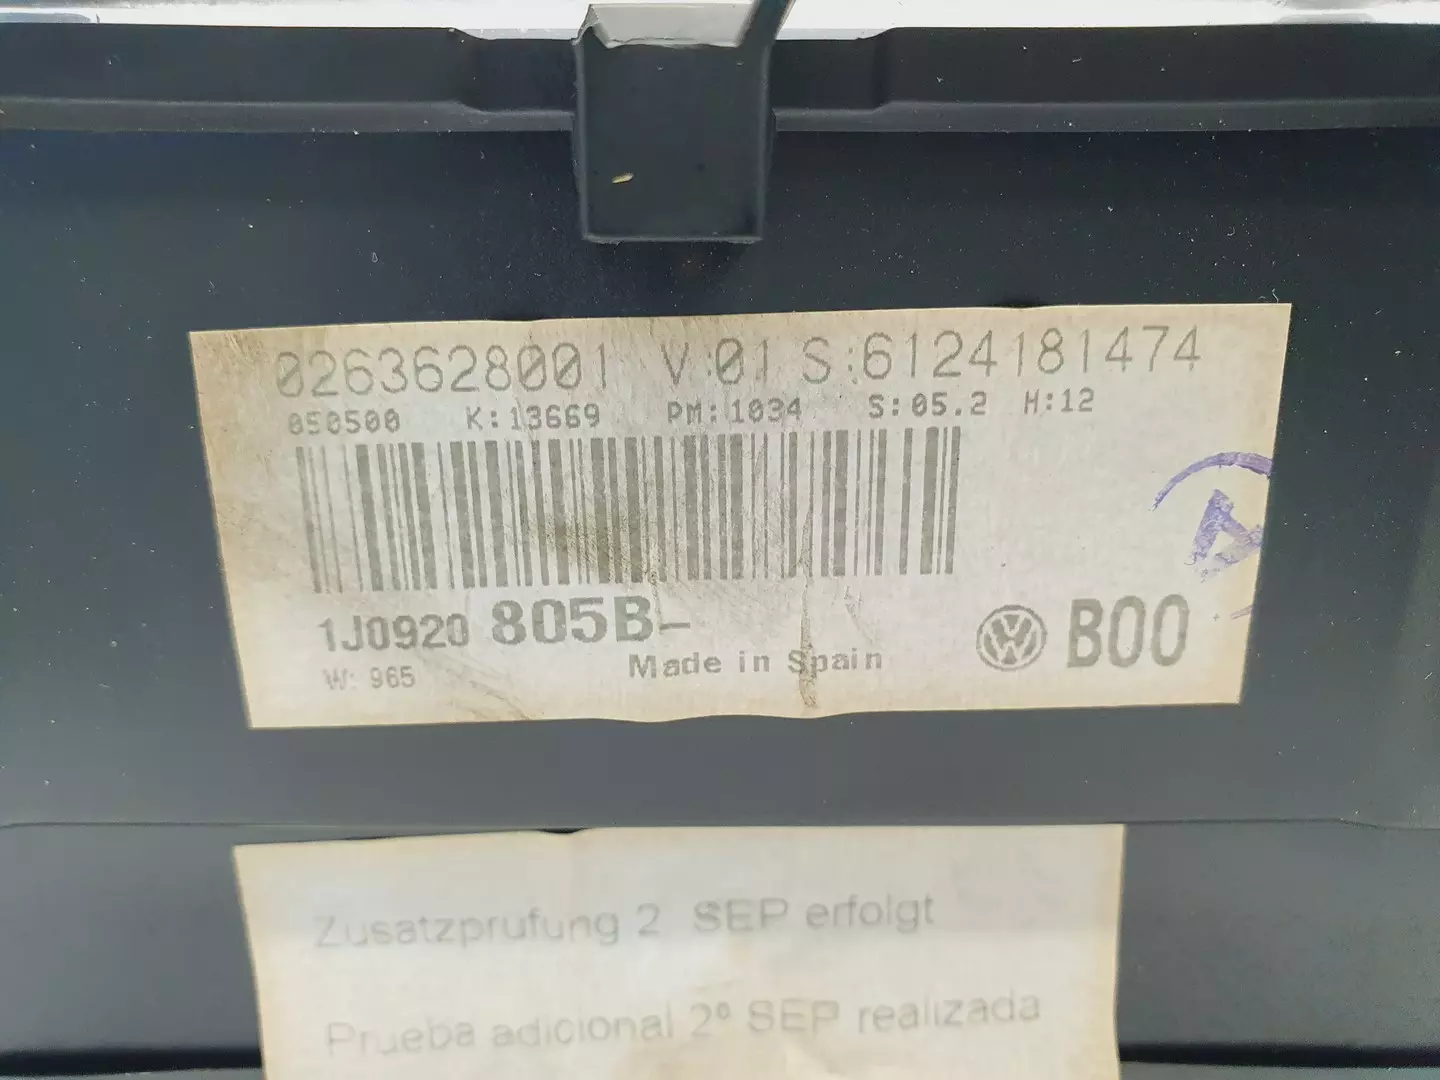 0263628001 V:01 S:6124181474
050500 K:13669 PM:1034 S:05.2 H:12
1J0920 805B-
W: 965 Made in Spain
B00
A
Zusatzprufung 2 SEP erfolgt
Prueba adicional 2º SEP realizada